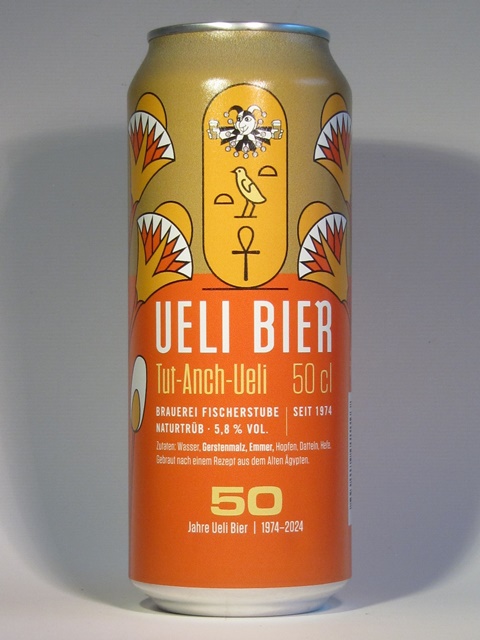 UELI BIER
Tut-Anch-Ueli 50 cl
BRAUEREI FISCHERSTUBE | SEIT 1974
NATURTRÜB · 5,8 % VOL.
Zutaten: Wasser, Gerstenmalz, Emmer, Hopfen, Datteln, Hefe.
Gebraut nach einem Rezept aus dem Alten Ägypten.
50
Jahre Ueli Bier | 1974–2024